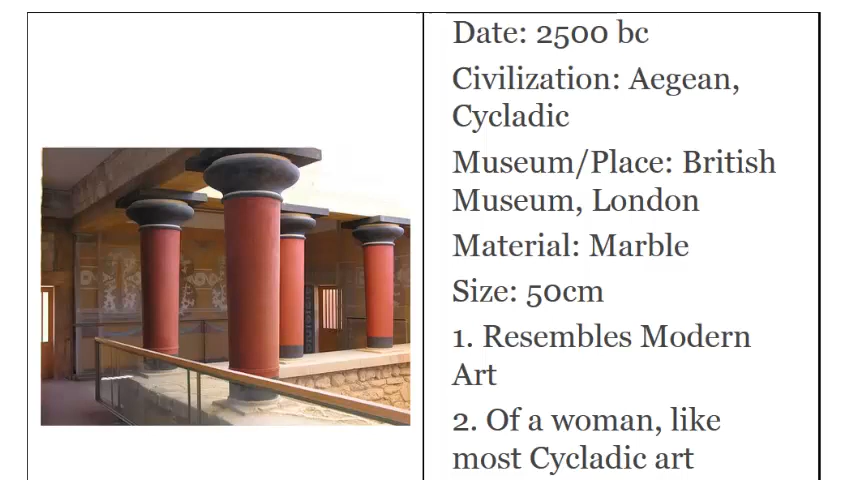 Date: 2500 bc
Civilization: Aegean,
Cycladic
Museum/Place: British
Museum, London
Material: Marble
Size: 50cm
1. Resembles Modern
Art
2. Of a woman, like
most Cycladic art